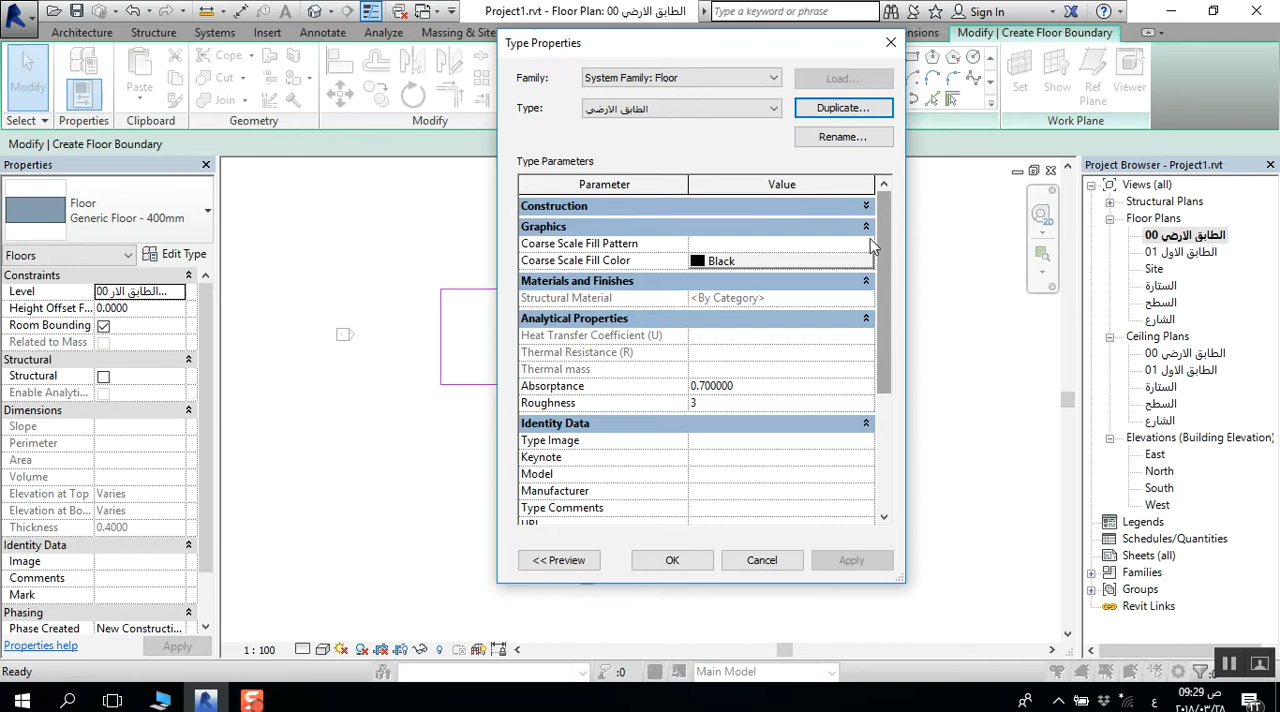 Project1.rvt - Floor Plan: 00 الطابق الارضي
Type a keyword or phrase
Sign In
Architecture
Structure
Systems
Insert
Annotate
Analyze
Massing & Site
Modify | Create Floor Boundary
Modify
Cope
Cut
Join
Paste
Set
Show
Ref Plane
Viewer
Select
Properties
Clipboard
Geometry
Modify
Work Plane
Modify | Create Floor Boundary
Properties
Floor
Generic Floor - 400mm
Floors
Edit Type
Constraints
Level
00 الطابق الار...
Height Offset F...
0.0000
Room Bounding
Related to Mass
Structural
Structural
Enable Analyti...
Dimensions
Slope
Perimeter
Area
Volume
Elevation at Top
Varies
Elevation at Bo...
Varies
Thickness
0.4000
Identity Data
Image
Comments
Mark
Phasing
Phase Created
New Constructi...
Properties help
Apply
Type Properties
Family:
System Family: Floor
Load...
Type:
الطابق الارضي
Duplicate...
Rename...
Type Parameters
Parameter
Value
Construction
Graphics
Coarse Scale Fill Pattern
Coarse Scale Fill Color
Black
Materials and Finishes
Structural Material
<By Category>
Analytical Properties
Heat Transfer Coefficient (U)
Thermal Resistance (R)
Thermal mass
Absorptance
0.700000
Roughness
3
Identity Data
Type Image
Keynote
Model
Manufacturer
Type Comments
URL
<< Preview
OK
Cancel
Apply
Project Browser - Project1.rvt
Views (all)
Structural Plans
Floor Plans
00 الطابق الارضي
01 الطابق الاول
Site
الستارة
السطح
الشارع
Ceiling Plans
00 الطابق الارضي
01 الطابق الاول
الستارة
السطح
الشارع
Elevations (Building Elevation)
East
North
South
West
Legends
Schedules/Quantities
Sheets (all)
Families
Groups
Revit Links
1 : 100
Ready
:0
Main Model
:0
ع
09:29 ص
٢٠١٨/٠٣/٢٨